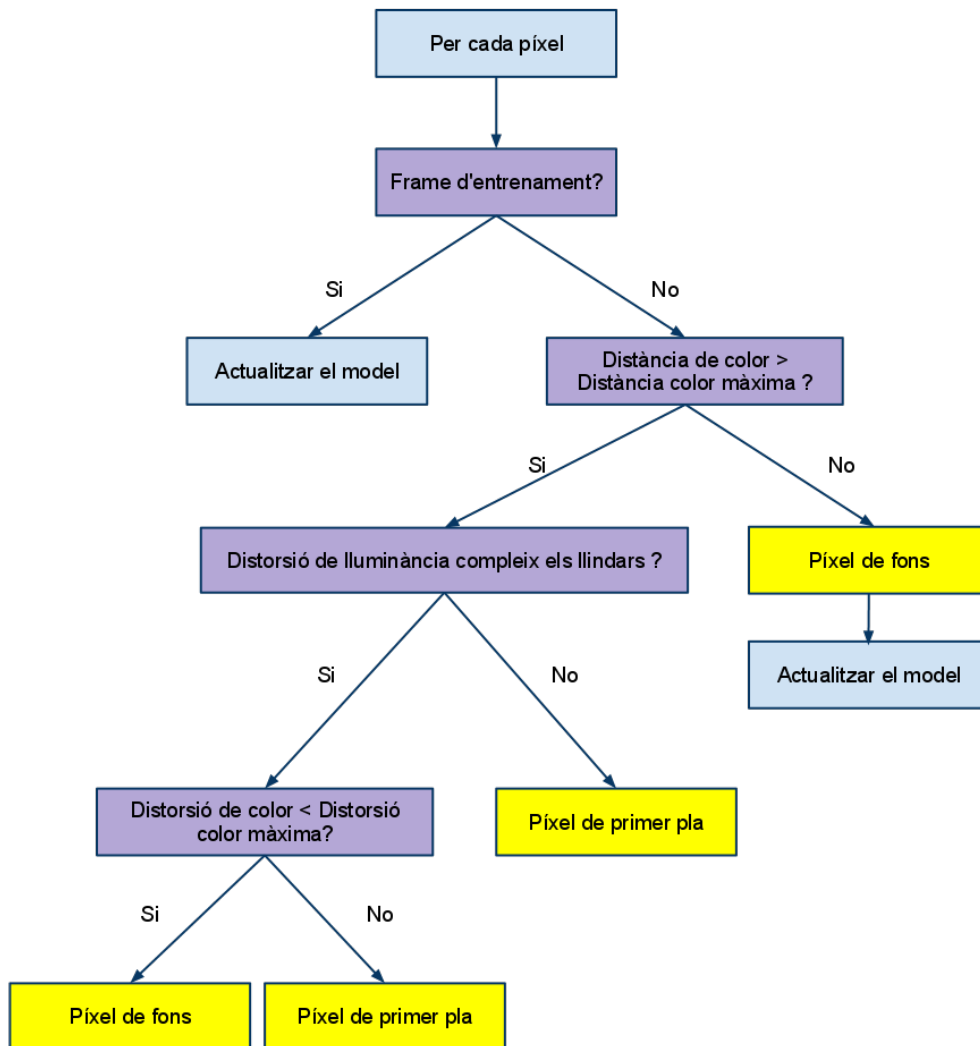 Per cada píxel
Frame d'entrenament?
Si
No
Actualitzar el model
Distància de color >
Distància color màxima ?
Si
No
Distorsió de lluminància compleix els llindars ?
Píxel de fons
Si
No
Actualitzar el model
Distorsió de color < Distorsió
color màxima?
Píxel de primer pla
Si
No
Píxel de fons
Píxel de primer pla